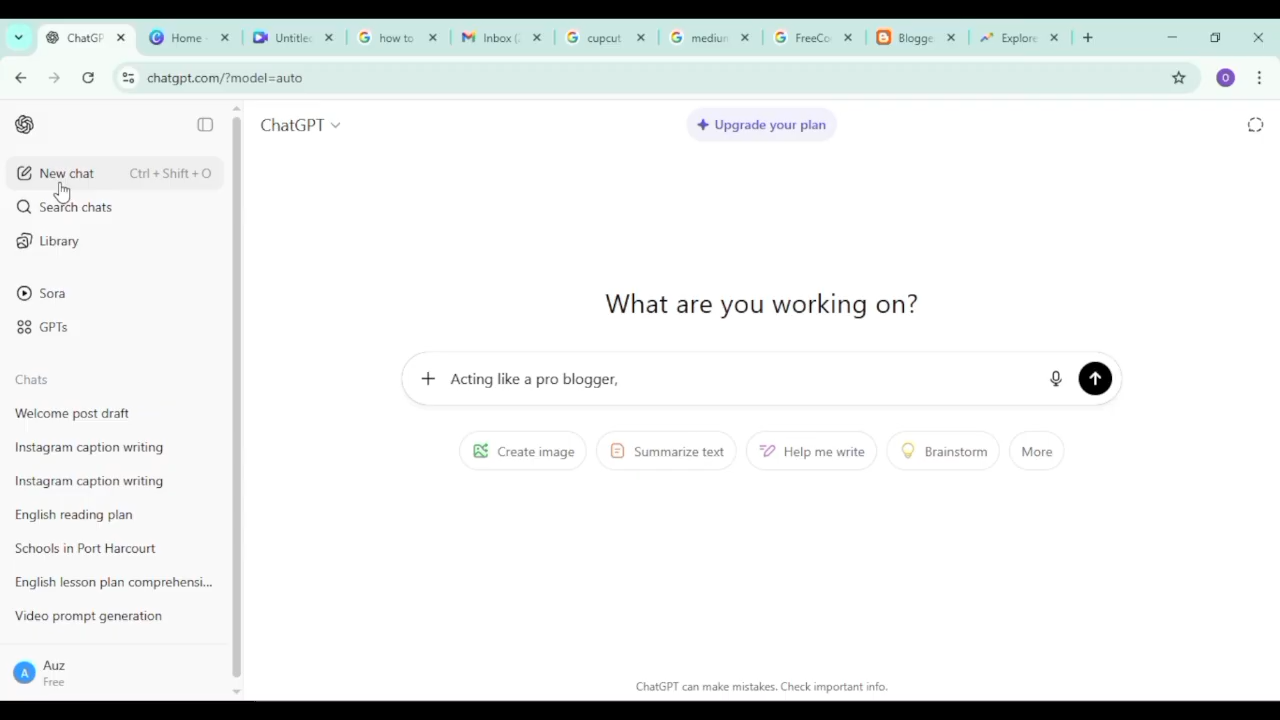 ChatGP
Home
Untitled
how to
Inbox (
cupcut
medium
FreeCo
Blogge
Explore
chatgpt.com/?model=auto
O
ChatGPT
Upgrade your plan
New chat
Ctrl + Shift + O
Search chats
Library
Sora
GPTs
Chats
Welcome post draft
Instagram caption writing
Instagram caption writing
English reading plan
Schools in Port Harcourt
English lesson plan comprehensi...
Video prompt generation
A
Auz
Free
What are you working on?
Acting like a pro blogger,
Create image
Summarize text
Help me write
Brainstorm
More
ChatGPT can make mistakes. Check important info.